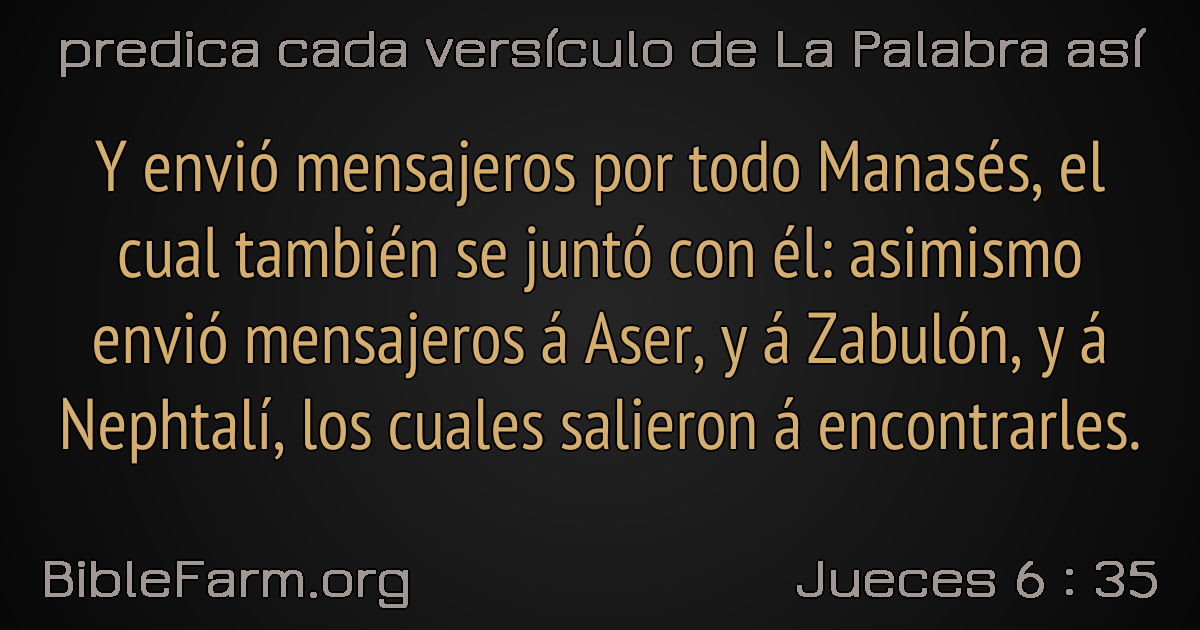 predica cada versículo de La Palabra así
Y envió mensajeros por todo Manasés, el
cual también se juntó con él: asimismo
envió mensajeros á Aser, y á Zabulón, y á
Nephtalí, los cuales salieron á encontrarles.
BibleFarm.org
Jueces 6 : 35